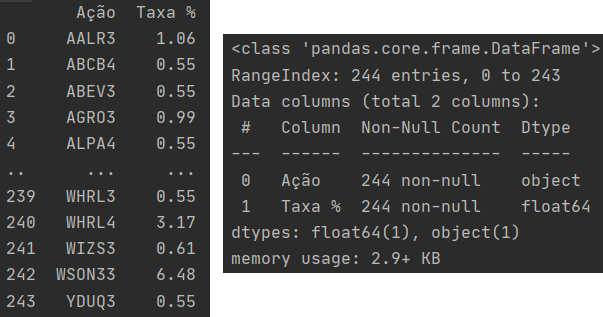 Ação Taxa %
0 AALR3 1.06
1 ABCB4 0.55
2 ABEV3 0.55
3 AGRO3 0.99
4 ALPA4 0.55
.. ... ...
239 WHRL3 0.55
240 WHRL4 3.17
241 WIZS3 0.61
242 WSON33 6.48
243 YDUQ3 0.55
<class 'pandas.core.frame.DataFrame'>
RangeIndex: 244 entries, 0 to 243
Data columns (total 2 columns):
# Column Non-Null Count Dtype
--- ------ -------------- -----
0 Ação 244 non-null object
1 Taxa % 244 non-null float64
dtypes: float64(1), object(1)
memory usage: 2.9+ KB